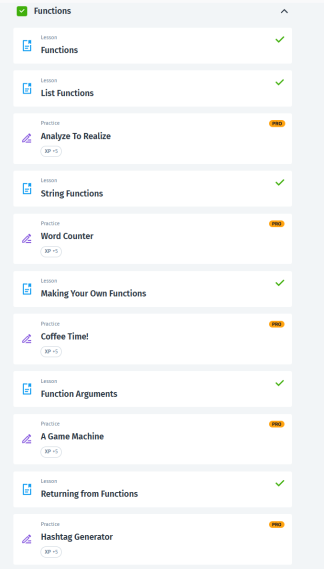 Functions
Lesson
Functions
Lesson
List Functions
Practice
PRO
Analyze To Realize
XP +5
Lesson
String Functions
Practice
PRO
Word Counter
XP +5
Lesson
Making Your Own Functions
Practice
PRO
Coffee Time!
XP +5
Lesson
Function Arguments
Practice
PRO
A Game Machine
XP +5
Lesson
Returning from Functions
Practice
PRO
Hashtag Generator
XP +5